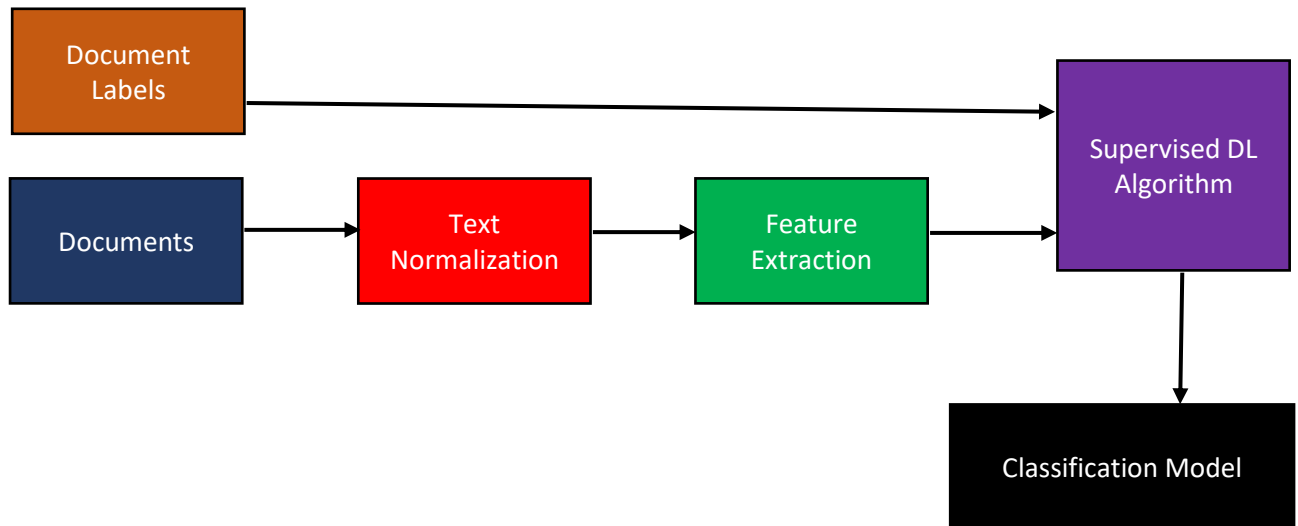 Document
Labels
Documents
Text
Normalization
Feature
Extraction
Supervised DL
Algorithm
Classification Model